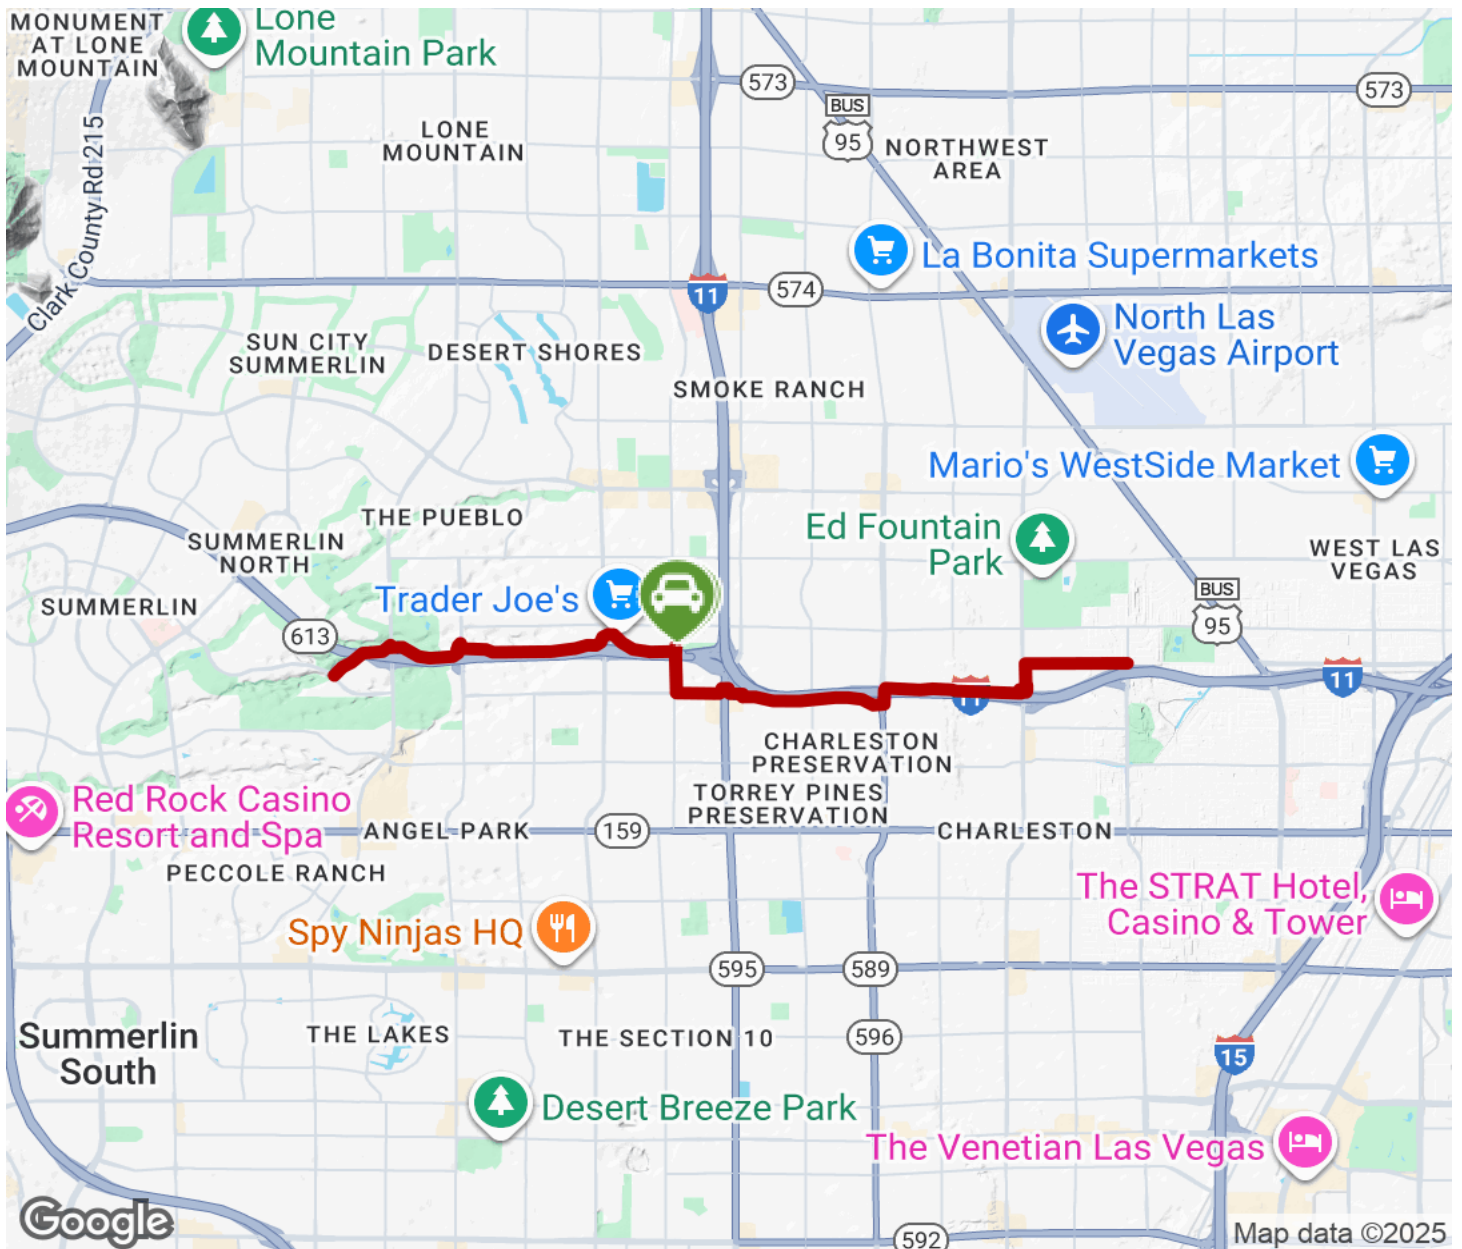 MONUMENT
AT LONE
MOUNTAIN
Lone
Mountain Park
573
573
BUS
95
LONE
MOUNTAIN
NORTHWEST
AREA
Clark County Rd 215
La Bonita Supermarkets
11
574
North Las
Vegas Airport
SUN CITY
SUMMERLIN
DESERT SHORES
SMOKE RANCH
Mario's WestSide Market
THE PUEBLO
Ed Fountain
Park
SUMMERLIN
NORTH
WEST LAS
VEGAS
Trader Joe's
SUMMERLIN
BUS
95
613
11
11
CHARLESTON
PRESERVATION
TORREY PINES
PRESERVATION
Red Rock Casino
Resort and Spa
ANGEL PARK
159
CHARLESTON
PECCOLE RANCH
The STRAT Hotel,
Casino & Tower
Spy Ninjas HQ
595
589
Summerlin
South
THE LAKES
THE SECTION 10
596
15
Desert Breeze Park
The Venetian Las Vegas
Google
592
Map data ©2025